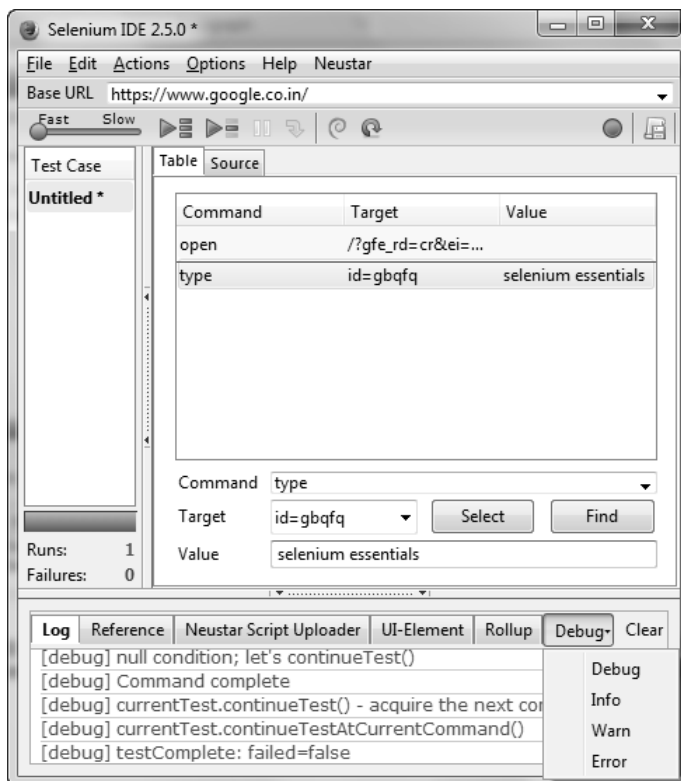 Selenium IDE 2.5.0 *
File Edit Actions Options Help Neustar
Base URL https://www.google.co.in/
Fast Slow
Test Case
Table Source
Untitled *
Command Target Value
open /?gfe_rd=cr&ei=...
type id=gbqfq selenium essentials
Command type
Target id=gbqfq Select Find
Value selenium essentials
Runs: 1
Failures: 0
Log Reference Neustar Script Uploader UI-Element Rollup Debug Clear
[debug] null condition; let's continueTest()
[debug] Command complete
[debug] currentTest.continueTest() - acquire the next
[debug] currentTest.continueTestAtCurrentCommand()
[debug] testComplete: failed=false
Debug
Info
Warn
Error